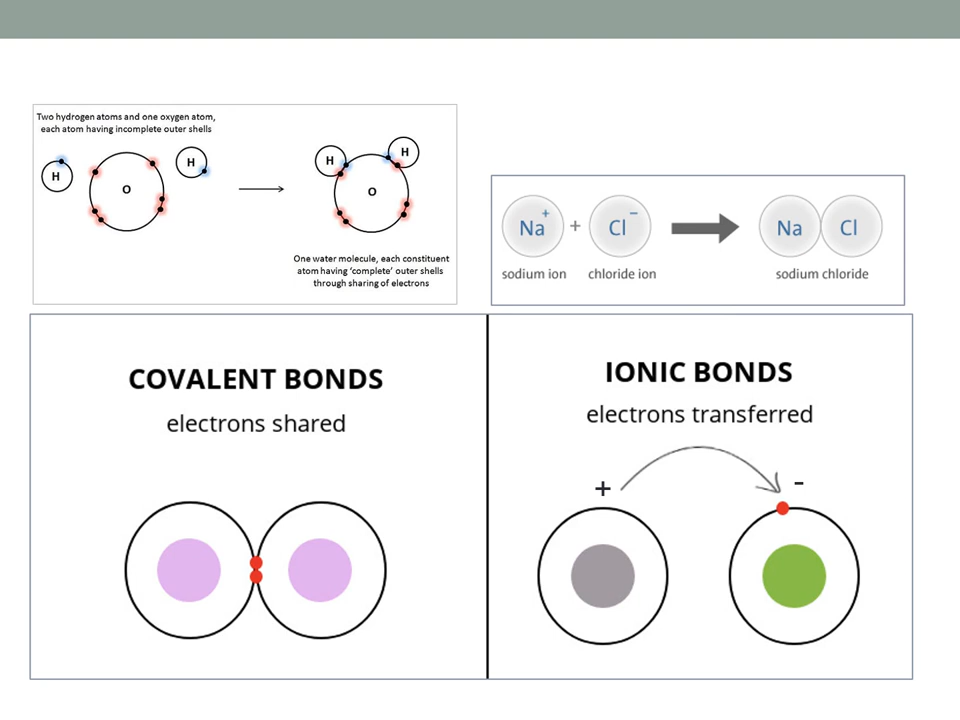 Two hydrogen atoms and one oxygen atom,
each atom having incomplete outer shells
H
O
H
H
H
O
One water molecule, each constituent
atom having 'complete' outer shells
through sharing of electrons
Na+ + Cl− Na Cl
sodium ion chloride ion sodium chloride
COVALENT BONDS
electrons shared
IONIC BONDS
electrons transferred
+ -